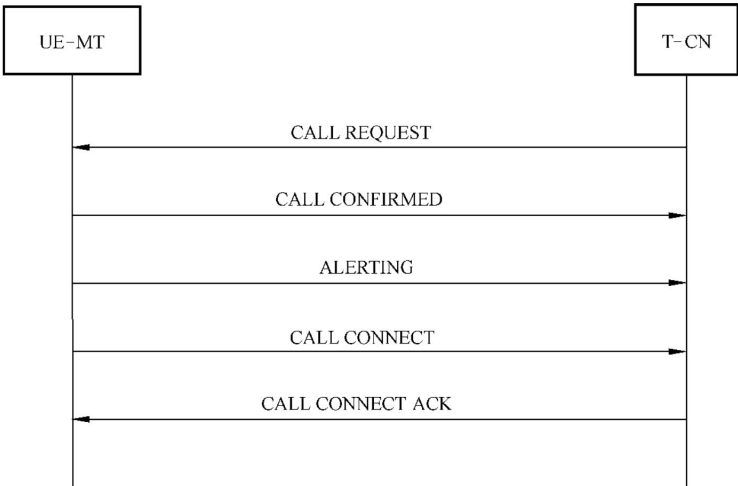 UE-MT
T-CN
CALL REQUEST
CALL CONFIRMED
ALERTING
CALL CONNECT
CALL CONNECT ACK